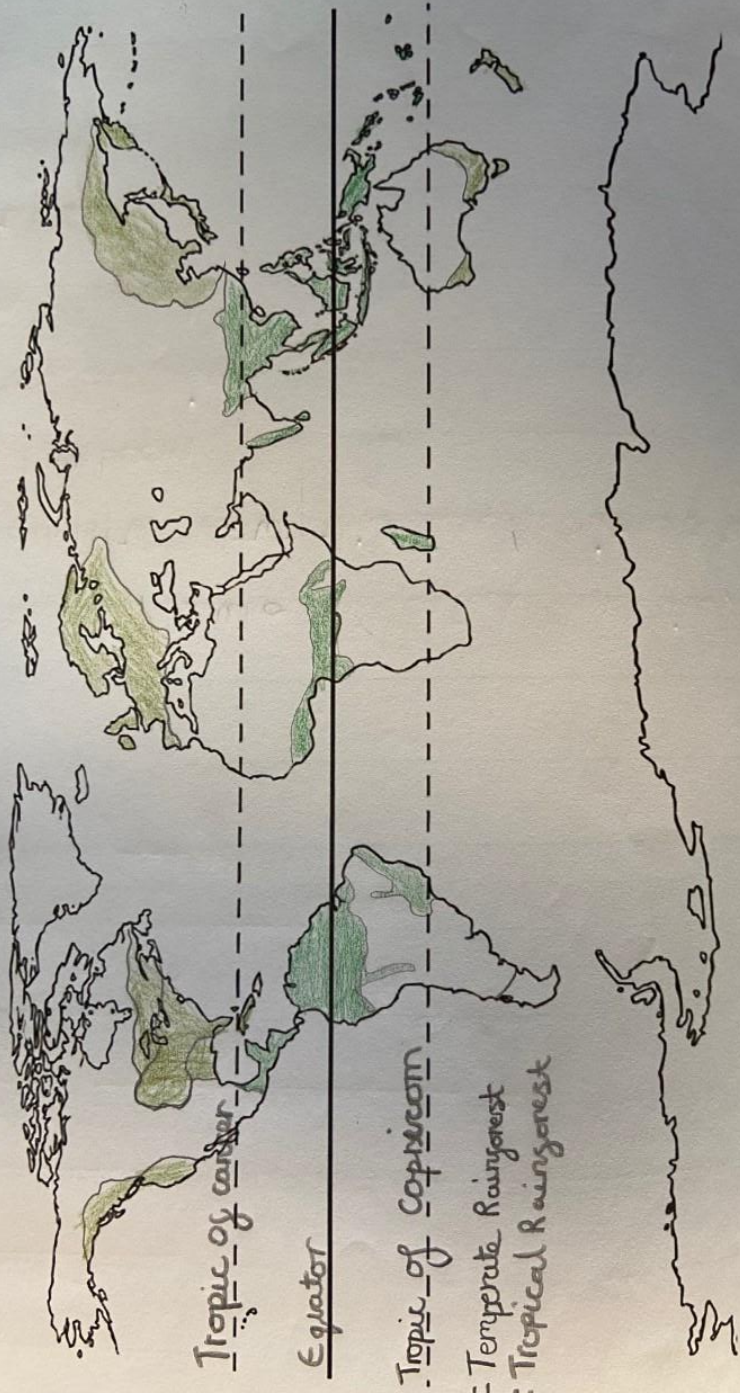 Tropic of cancer
Equator
Tropic of Capricorn
= Temperate Rainforest
= Tropical Rainforest